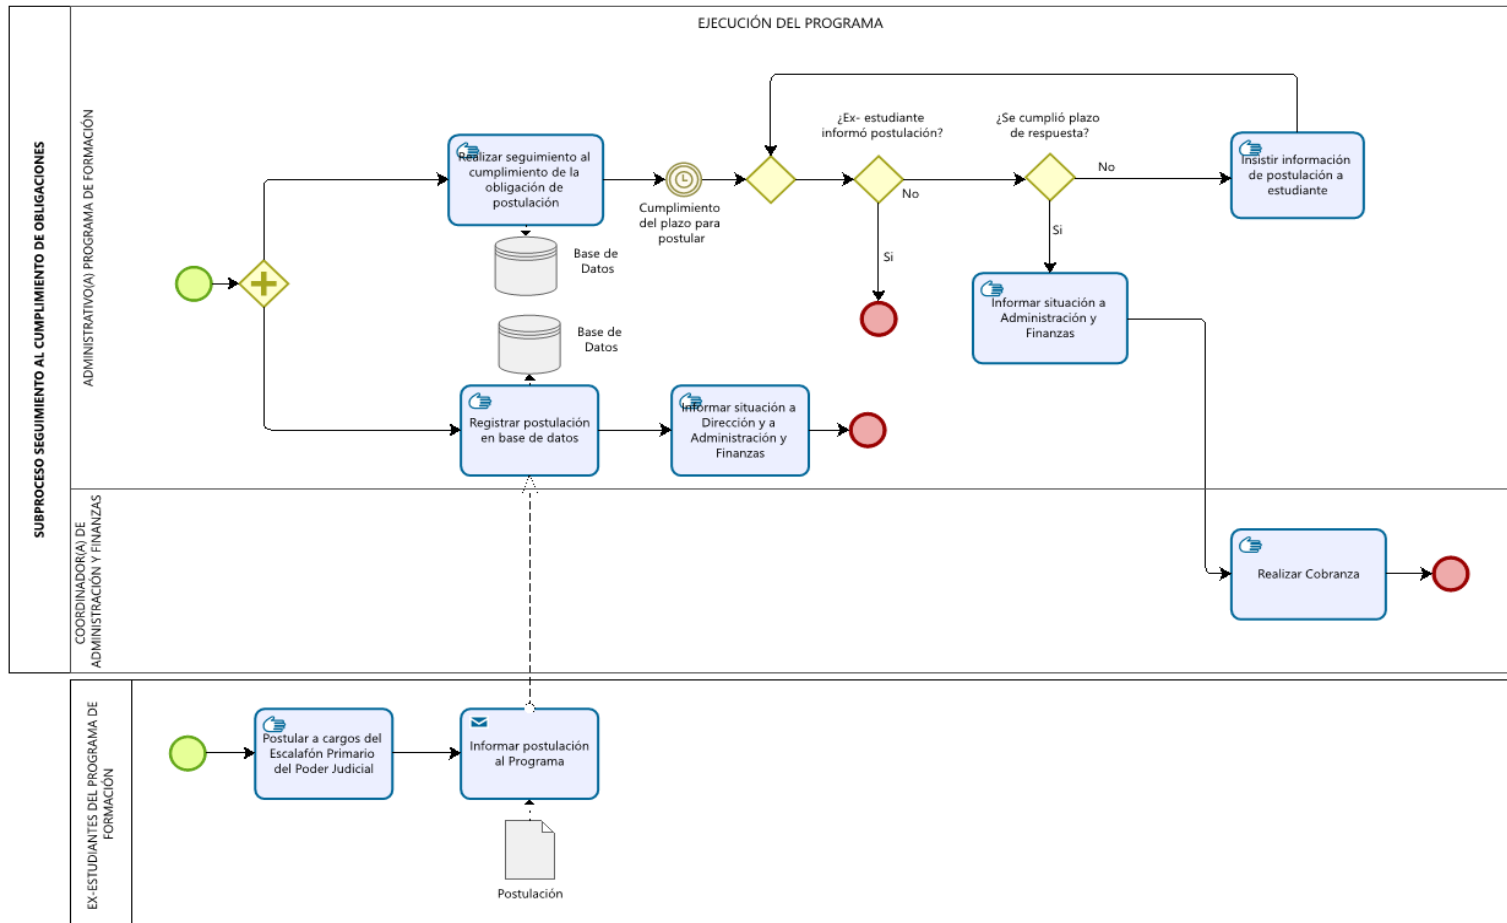 EJECUCIÓN DEL PROGRAMA
SUBPROCESO SEGUIMIENTO AL CUMPLIMIENTO DE OBLIGACIONES
ADMINISTRATIVO(A) PROGRAMA DE FORMACIÓN
Realizar seguimiento al
cumplimiento de la
obligación de
postulación
Base de
Datos
Cumplimiento
del plazo para
postular
¿Ex- estudiante
informó postulación?
No
Si
¿Se cumplió plazo
de respuesta?
No
Si
Insistir información
de postulación a
estudiante
Informar situación a
Administración y
Finanzas
Base de
Datos
Registrar postulación
en base de datos
Informar situación a
Dirección y a
Administración y
Finanzas
COORDINADOR(A) DE
ADMINISTRACIÓN Y FINANZAS
Realizar Cobranza
EX-ESTUDIANTES DEL PROGRAMA DE
FORMACIÓN
Postular a cargos del
Escalafón Primario
del Poder Judicial
Informar postulación
al Programa
Postulación